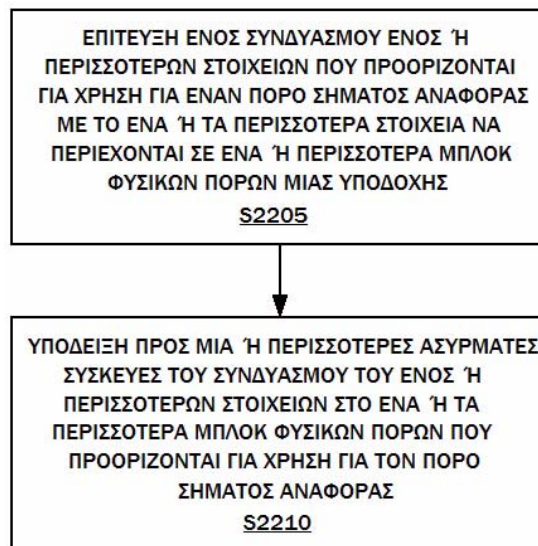 ΕΠΙΤΕΥΞΗ ΕΝΟΣ ΣΥΝΔΥΑΣΜΟΥ ΕΝΟΣ Ή
ΠΕΡΙΣΣΟΤΕΡΩΝ ΣΤΟΙΧΕΙΩΝ ΠΟΥ ΠΡΟΟΡΙΖΟΝΤΑΙ
ΓΙΑ ΧΡΗΣΗ ΓΙΑ ΕΝΑΝ ΠΟΡΟ ΣΗΜΑΤΟΣ ΑΝΑΦΟΡΑΣ
ΜΕ ΤΟ ΕΝΑ Ή ΤΑ ΠΕΡΙΣΣΟΤΕΡΑ ΣΤΟΙΧΕΙΑ ΝΑ
ΠΕΡΙΕΧΟΝΤΑΙ ΣΕ ΕΝΑ Ή ΠΕΡΙΣΣΟΤΕΡΑ ΜΠΛΟΚ
ΦΥΣΙΚΩΝ ΠΟΡΩΝ ΜΙΑΣ ΥΠΟΔΟΧΗΣ
S2205
ΥΠΟΔΕΙΞΗ ΠΡΟΣ ΜΙΑ Ή ΠΕΡΙΣΣΟΤΕΡΕΣ ΑΣΥΡΜΑΤΕΣ
ΣΥΣΚΕΥΕΣ ΤΟΥ ΣΥΝΔΥΑΣΜΟΥ ΤΟΥ ΕΝΟΣ Ή
ΠΕΡΙΣΣΟΤΕΡΩΝ ΣΤΟΙΧΕΙΩΝ ΣΤΟ ΕΝΑ Ή ΤΑ
ΠΕΡΙΣΣΟΤΕΡΑ ΜΠΛΟΚ ΦΥΣΙΚΩΝ ΠΟΡΩΝ ΠΟΥ
ΠΡΟΟΡΙΖΟΝΤΑΙ ΓΙΑ ΧΡΗΣΗ ΓΙΑ ΤΟΝ ΠΟΡΟ
ΣΗΜΑΤΟΣ ΑΝΑΦΟΡΑΣ
S2210